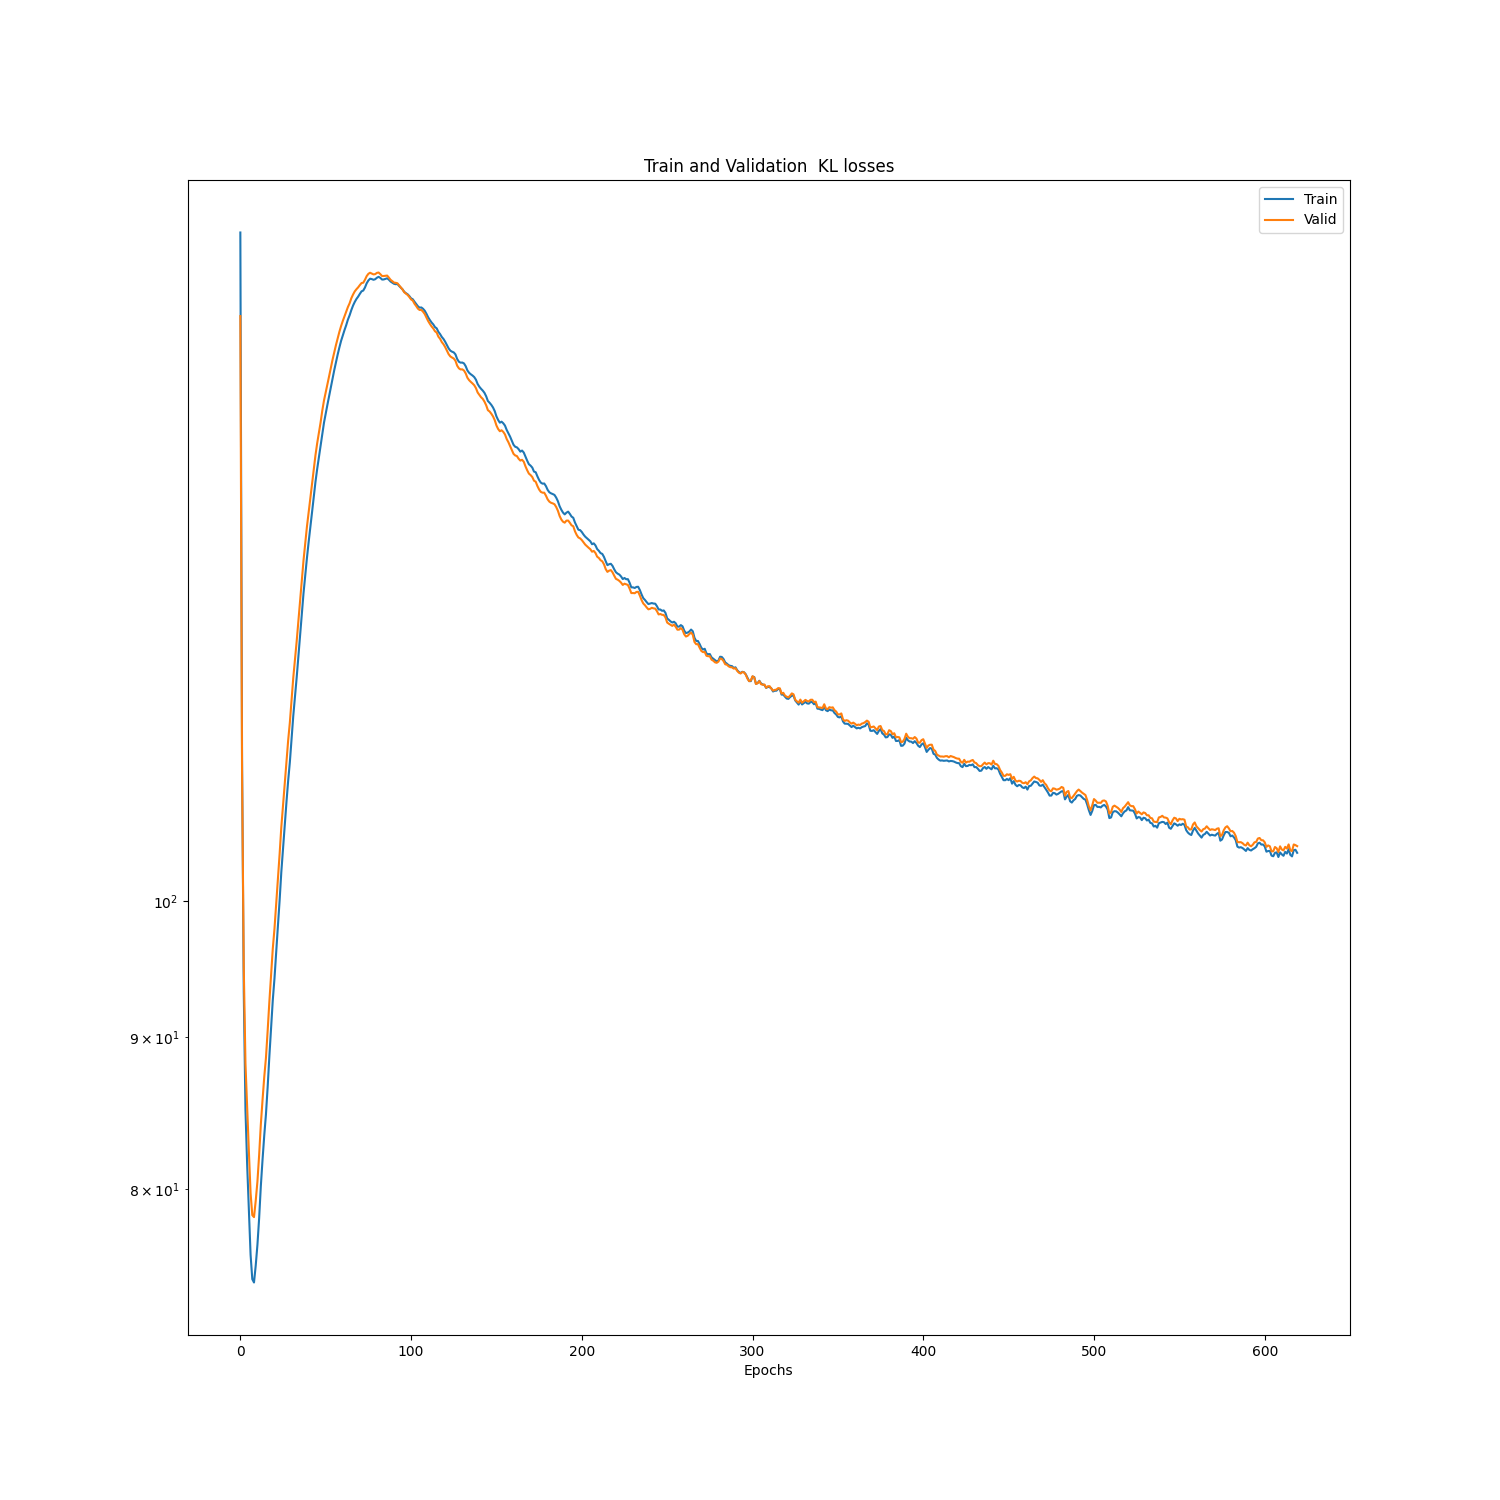 Train and Validation  KL losses
Train
Valid
10²
9 × 10¹
8 × 10¹
0 100 200 300 400 500 600
Epochs